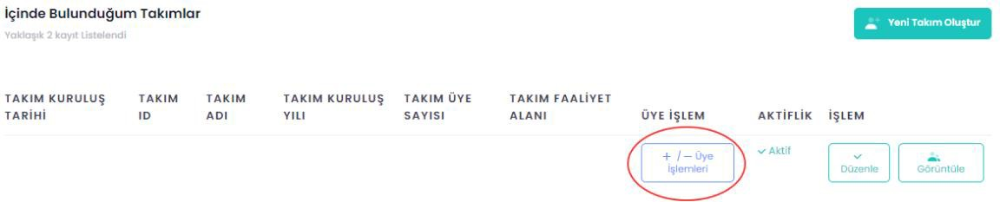 İçinde Bulunduğum Takımlar
Yaklaşık 2 kayıt Listelendi
Yeni Takım Oluştur
TAKIM KURULUŞ TARİHİ
TAKIM ID
TAKIM ADI
TAKIM KURULUŞ YILI
TAKIM ÜYE SAYISI
TAKIM FAALİYET ALANI
ÜYE İŞLEM
AKTİFLİK
İŞLEM
+ / − Üye
İşlemleri
Aktif
Düzenle
Görüntüle